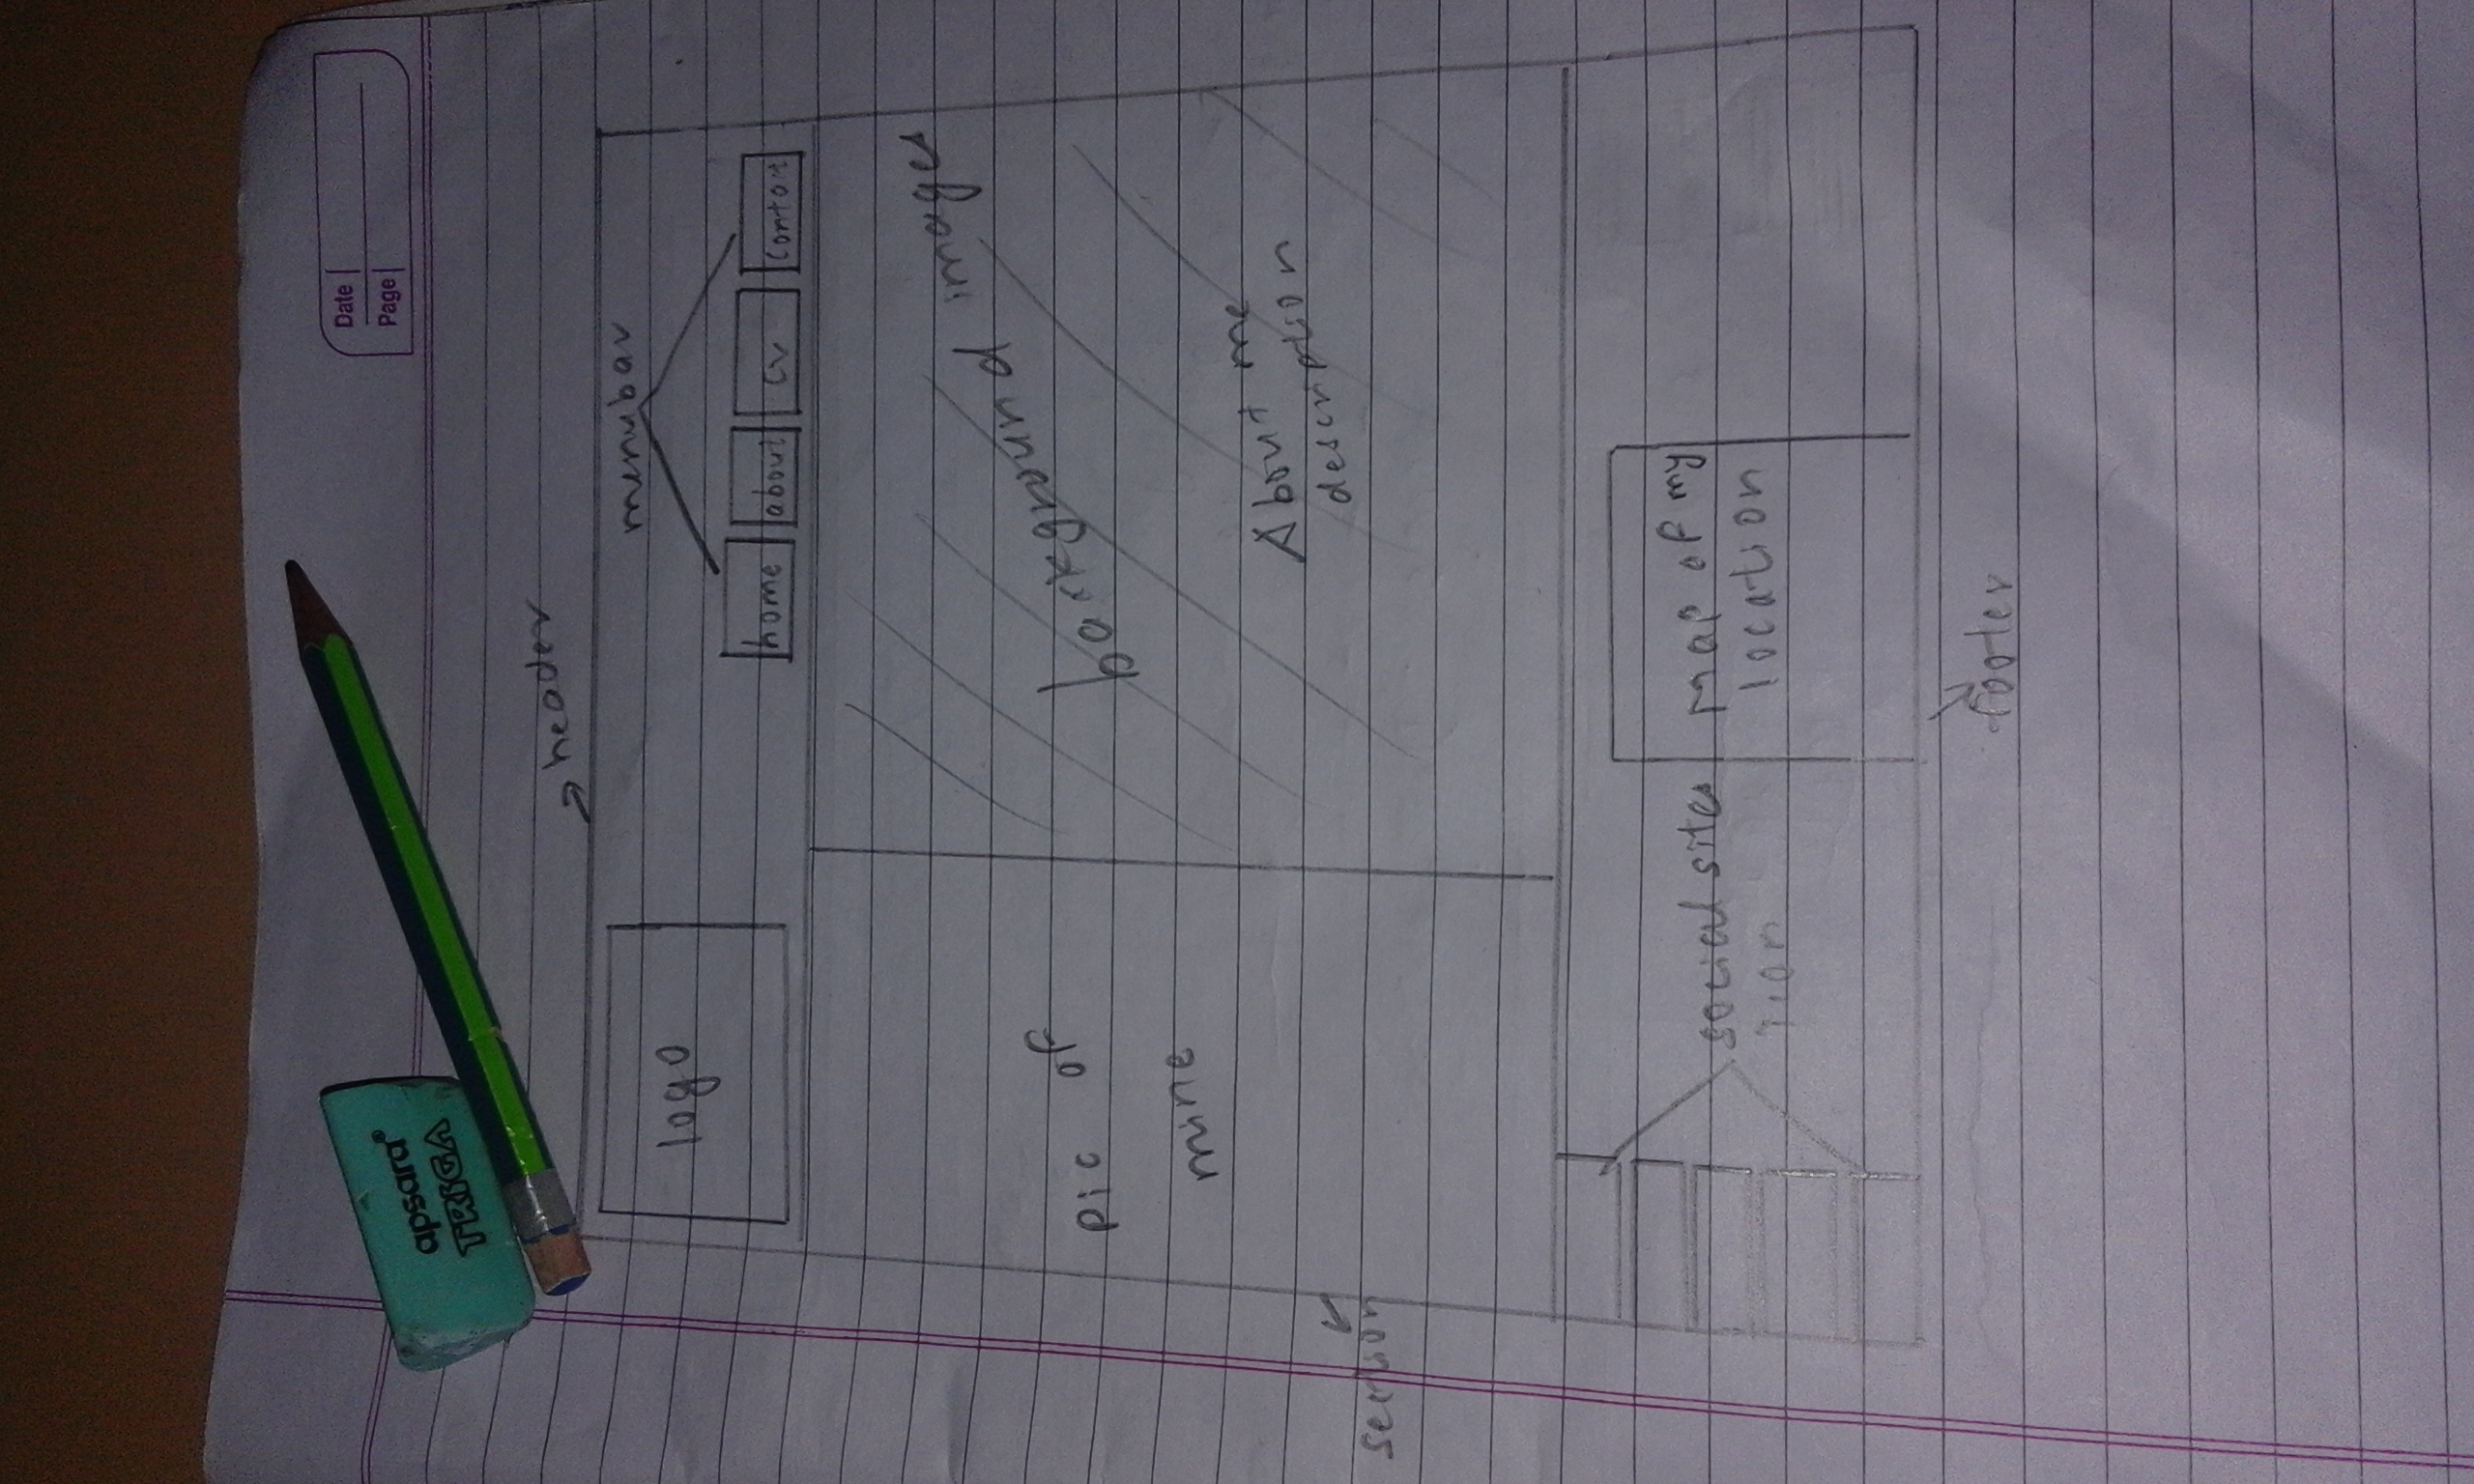 apsara
TRIGA
Date
Page
header
menubar
logo
home about cv contact
background images
pic of
mine
About me
description
section
social sites
map of my
location
footer